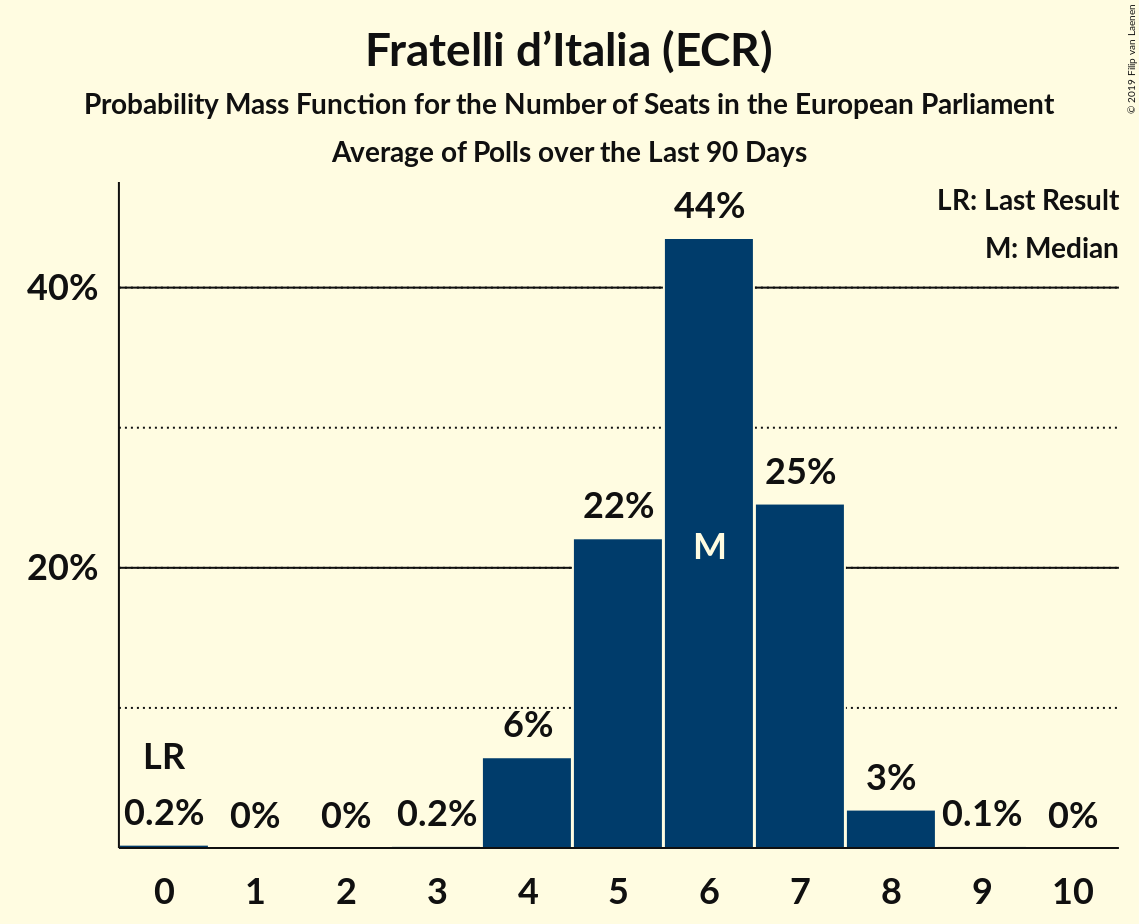 Fratelli d’Italia (ECR)
Probability Mass Function for the Number of Seats in the European Parliament
Average of Polls over the Last 90 Days
© 2019 Filip van Laenen
LR: Last Result
M: Median
44%
40%
25%
22%
M
20%
6%
LR
3%
0.2% 0% 0% 0.2% 0.1% 0%
0 1 2 3 4 5 6 7 8 9 10